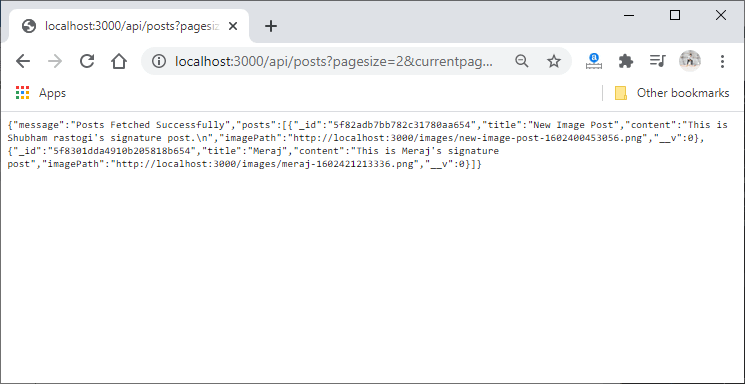 localhost:3000/api/posts?pagesiz
localhost:3000/api/posts?pagesize=2&currentpag...
Apps
Other bookmarks
{"message":"Posts Fetched Successfully","posts":[{"_id":"5f82adb7bb782c31780aa654","title":"New Image Post","content":"This is
Shubham rastogi's signature post.\n","imagePath":"http://localhost:3000/images/new-image-post-1602400453056.png","__v":0},
{"_id":"5f8301dda4910b205818b654","title":"Meraj","content":"This is Meraj's signature
post","imagePath":"http://localhost:3000/images/meraj-1602421213336.png","__v":0}]}